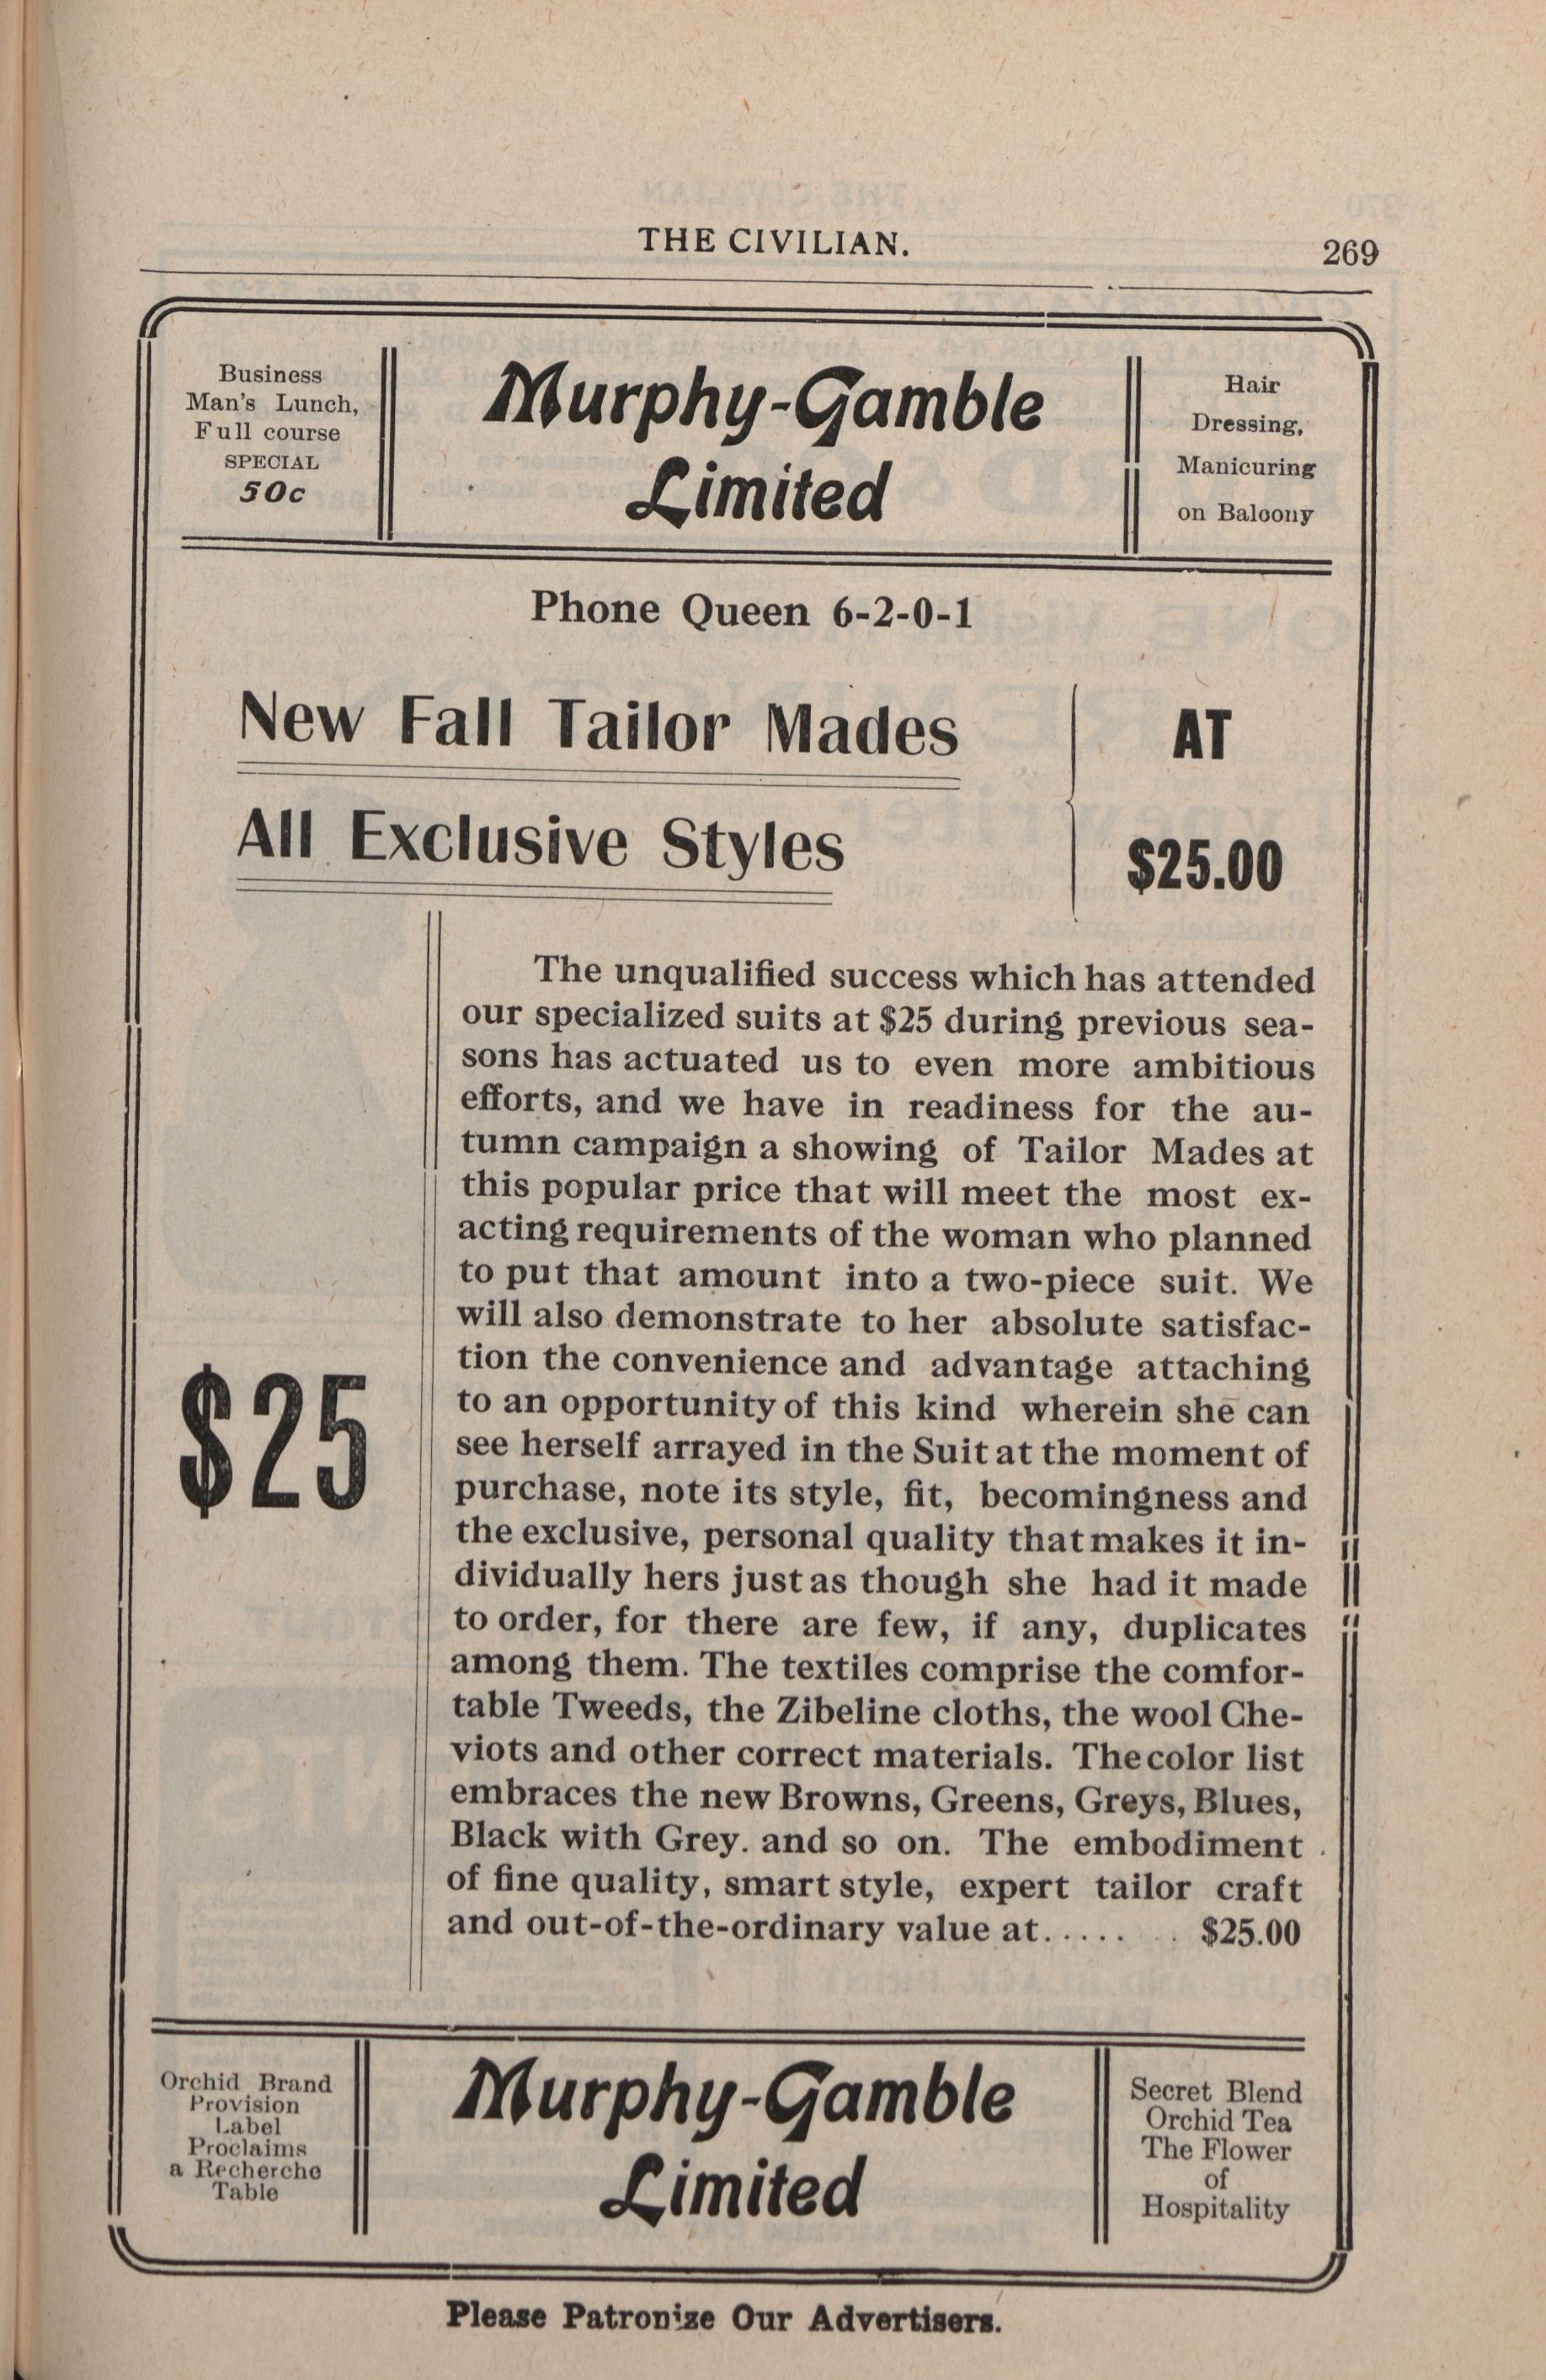 THE CIVILIAN.
269
Business
Man's Lunch,
Full course
SPECIAL
50c
Murphy-Gamble
Limited
Hair
Dressing,
Manicuring
on Balcony
Phone Queen 6-2-0-1
New Fall Tailor Mades
All Exclusive Styles
AT
$25.00
$25
The unqualified success which has attended
our specialized suits at $25 during previous sea-
sons has actuated us to even more ambitious
efforts, and we have in readiness for the au-
tumn campaign a showing of Tailor Mades at
this popular price that will meet the most ex-
acting requirements of the woman who planned
to put that amount into a two-piece suit. We
will also demonstrate to her absolute satisfac-
tion the convenience and advantage attaching
to an opportunity of this kind wherein she can
see herself arrayed in the Suit at the moment of
purchase, note its style, fit, becomingness and
the exclusive, personal quality that makes it in-
dividually hers just as though she had it made
to order, for there are few, if any, duplicates
among them. The textiles comprise the comfor-
table Tweeds, the Zibeline cloths, the wool Che-
viots and other correct materials. The color list
embraces the new Browns, Greens, Greys, Blues,
Black with Grey. and so on. The embodiment
of fine quality, smart style, expert tailor craft
and out-of-the-ordinary value at..... . $25.00
Orchid Brand
Provision
Label
Proclaims
a Recherche
Table
Murphy-Gamble
Limited
Secret Blend
Orchid Tea
The Flower
of
Hospitality
Please Patronize Our Advertisers.